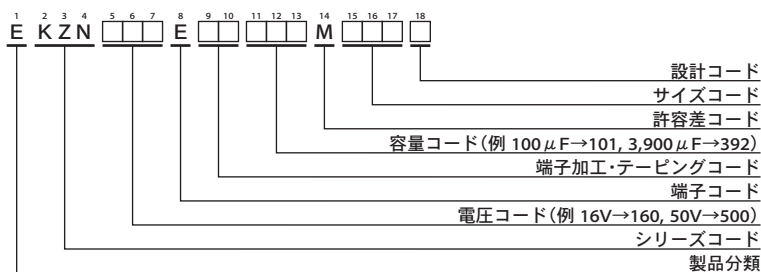 1 2 3 4 5 6 7 8 9 10 11 12 13 14 15 16 17 18
E K Z N □□□ E □□ □□□ M □□□ □
設計コード
サイズコード
許容差コード
容量コード(例 100μF→101, 3,900μF→392)
端子加工・テーピングコード
端子コード
電圧コード(例 16V→160, 50V→500)
シリーズコード
製品分類